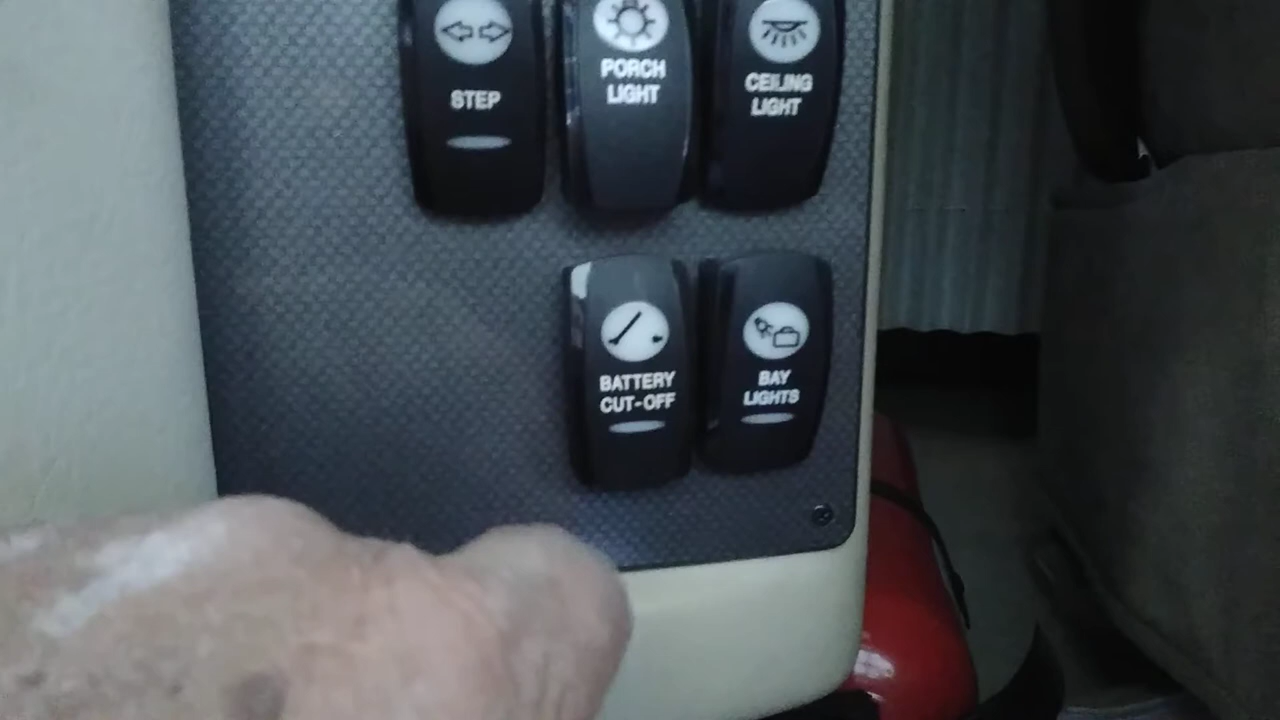 STEP
PORCH
LIGHT
CEILING
LIGHT
BATTERY
CUT-OFF
BAY
LIGHTS